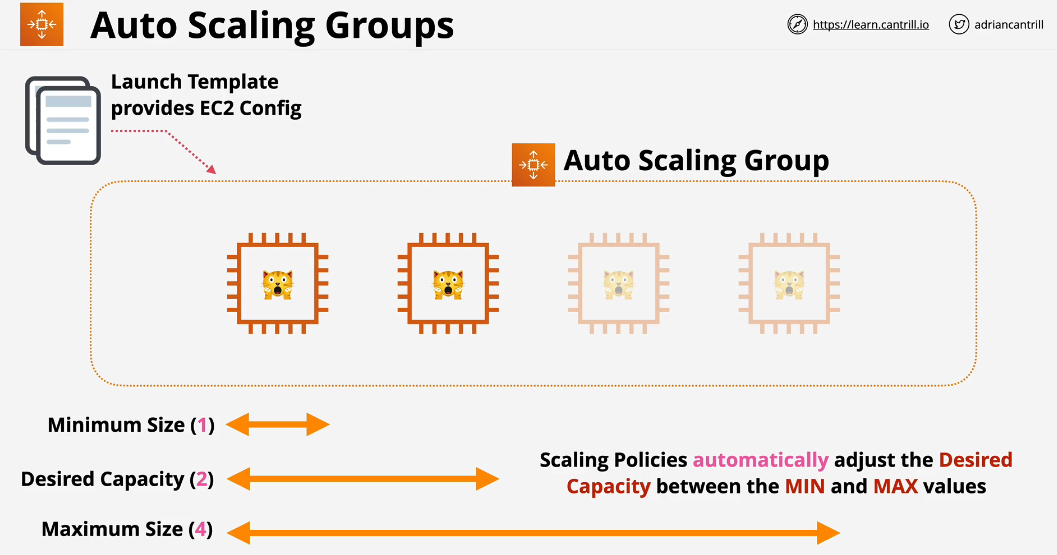 Auto Scaling Groups
https://learn.cantrill.io
adriancantrill
Launch Template
provides EC2 Config
Auto Scaling Group
Minimum Size (1)
Desired Capacity (2)
Maximum Size (4)
Scaling Policies automatically adjust the Desired
Capacity between the MIN and MAX values